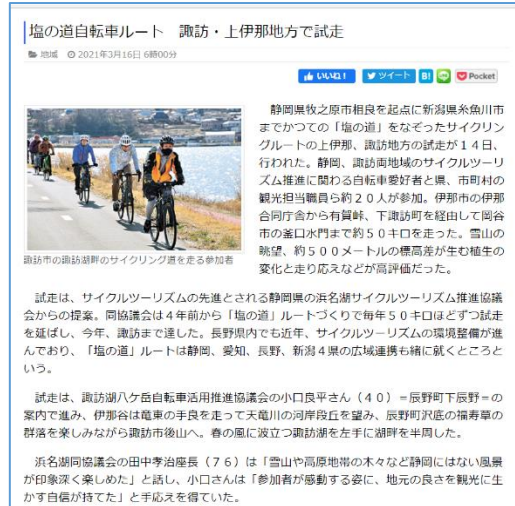 塩の道自転車ルート　諏訪・上伊那地方で試走
地域 2021年3月16日 6時00分
いいね！ ツイート B! Pocket
静岡県牧之原市相良を起点に新潟県糸魚川市
までかつての「塩の道」をなぞったサイクリン
グルートの上伊那、諏訪地方の試走が１４日、
行われた。静岡、諏訪両地域のサイクルツーリ
ズム推進に関わる自転車愛好者と県、市町村の
観光担当職員ら約２０人が参加。伊那市の伊那
合同庁舎から有賀峠、下諏訪町を経由して岡谷
市の釜口水門まで約５０キロを走った。雪山の
眺望、約５００メートルの標高差が生む植生の
変化と走り応えなどが高評価だった。
諏訪市の諏訪湖畔のサイクリング道を走る参加者
試走は、サイクルツーリズムの先進とされる静岡県の浜名湖サイクルツーリズム推進協議
会からの提案。同協議会は４年前から「塩の道」ルートづくりで毎年５０キロほどずつ試走
を延ばし、今年、諏訪まで達した。長野県内でも近年、サイクルツーリズムの環境整備が進
んでおり、「塩の道」ルートは静岡、愛知、長野、新潟４県の広域連携も緒に就くところと
いう。
試走は、諏訪湖八ケ岳自転車活用推進協議会の小口良平さん（４０）＝辰野町下辰野＝の
案内で進み、伊那谷は竜東の手良を走って天竜川の河岸段丘を望み、辰野町沢底の福寿草の
群落を楽しみながら諏訪市後山へ。春の風に波立つ諏訪湖を左手に湖畔を半周した。
浜名湖同協議会の田中孝治座長（７６）は「雪山や高原地帯の木々など静岡にはない風景
が印象深く楽しめた」と話し、小口さんは「参加者が感動する姿に、地元の良さを観光に生
かす自信が持てた」と手応えを得ていた。